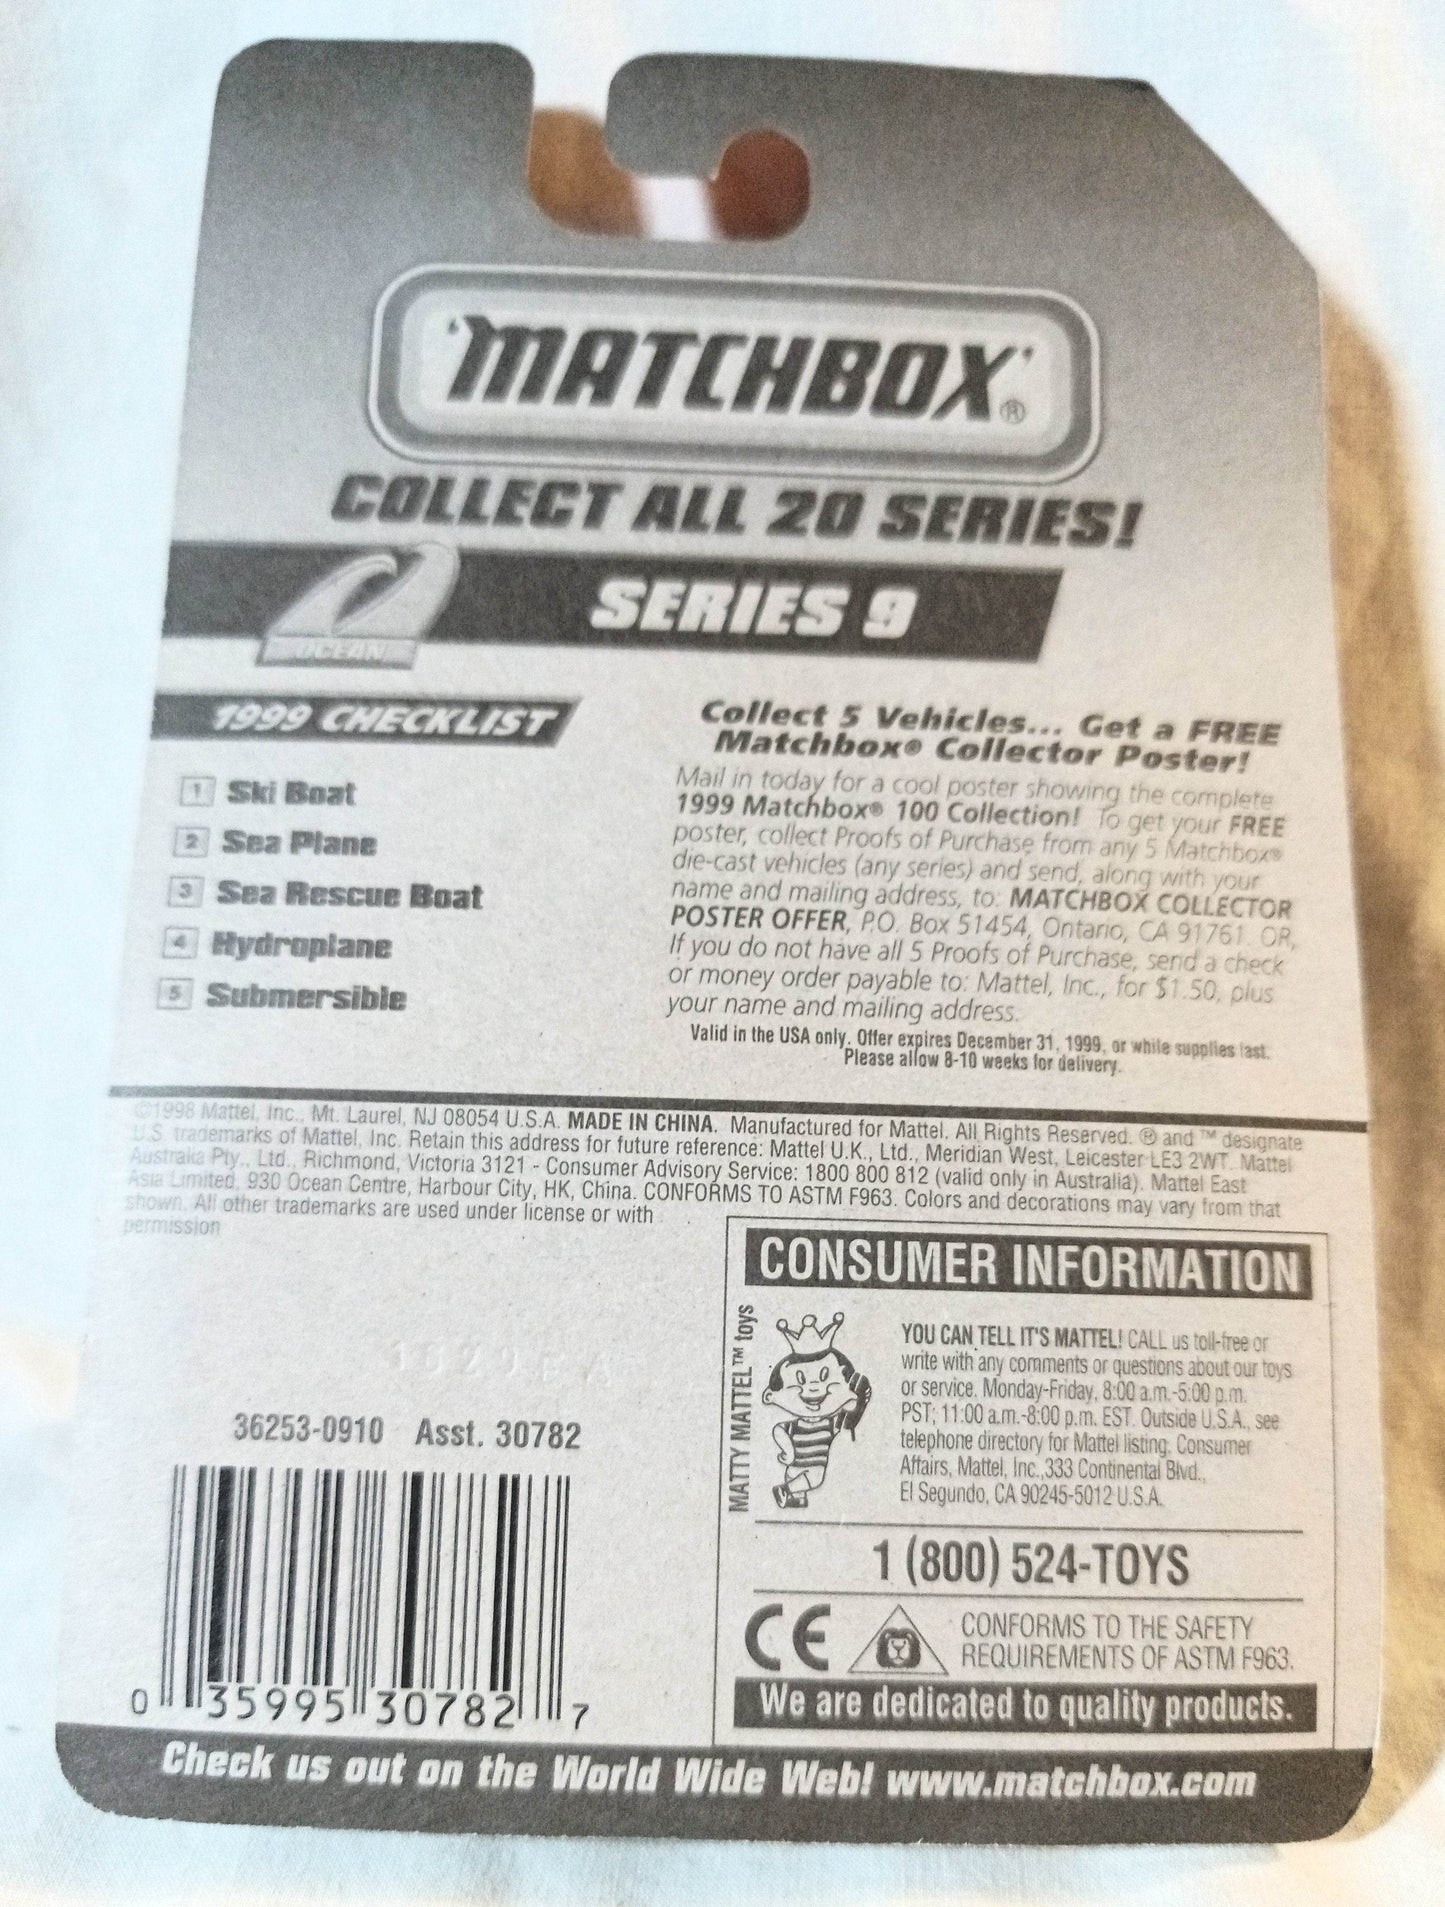 'MATCHBOX'®
COLLECT ALL 20 SERIES!
OCEAN
SERIES 9
1999 CHECKLIST
1 Ski Boat
2 Sea Plane
3 Sea Rescue Boat
4 Hydroplane
5 Submersible
Collect 5 Vehicles... Get a FREE
Matchbox® Collector Poster!
Mail in today for a cool poster showing the complete
1999 Matchbox® 100 Collection! To get your FREE
poster, collect Proofs of Purchase from any 5 Matchbox®
die-cast vehicles (any series) and send, along with your
name and mailing address, to: MATCHBOX COLLECTOR
POSTER OFFER, P.O. Box 51454, Ontario, CA 91761. OR,
If you do not have all 5 Proofs of Purchase, send a check
or money order payable to: Mattel, Inc., for $1.50, plus
your name and mailing address.
Valid in the USA only. Offer expires December 31, 1999, or while supplies last.
Please allow 8-10 weeks for delivery.
©1998 Mattel, Inc., Mt. Laurel, NJ 08054 U.S.A. MADE IN CHINA. Manufactured for Mattel. All Rights Reserved. ® and ™ designate
U.S. trademarks of Mattel, Inc. Retain this address for future reference: Mattel U.K., Ltd., Meridian West, Leicester LE3 2WT. Mattel
Australia Pty., Ltd., Richmond, Victoria 3121 - Consumer Advisory Service: 1800 800 812 (valid only in Australia). Mattel East
Asia Limited, 930 Ocean Centre, Harbour City, HK, China. CONFORMS TO ASTM F963. Colors and decorations may vary from that
shown. All other trademarks are used under license or with
permission
36253-0910 Asst. 30782
0 35995 30782 7
CONSUMER INFORMATION
MATTY MATTEL™ toys
YOU CAN TELL IT'S MATTEL! CALL us toll-free or
write with any comments or questions about our toys
or service. Monday-Friday, 8:00 a.m.-5:00 p.m.
PST; 11:00 a.m.-8:00 p.m. EST. Outside U.S.A., see
telephone directory for Mattel listing. Consumer
Affairs, Mattel, Inc.,333 Continental Blvd.,
El Segundo, CA 90245-5012 U.S.A.
1 (800) 524-TOYS
CE
CONFORMS TO THE SAFETY
REQUIREMENTS OF ASTM F963.
We are dedicated to quality products.
Check us out on the World Wide Web! www.matchbox.com